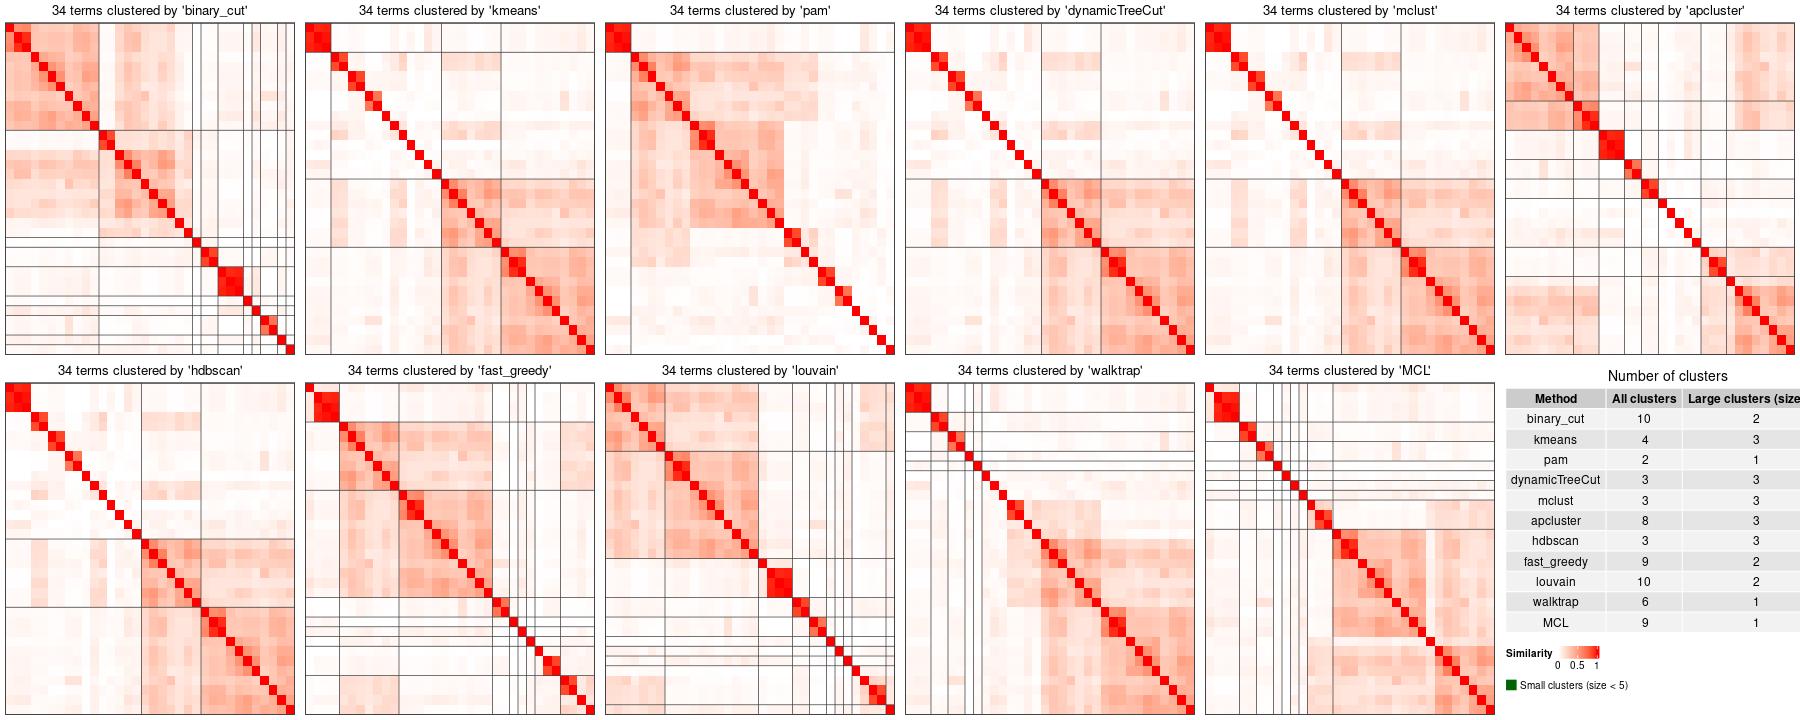 34 terms clustered by 'binary_cut'
34 terms clustered by 'kmeans'
34 terms clustered by 'pam'
34 terms clustered by 'dynamicTreeCut'
34 terms clustered by 'mclust'
34 terms clustered by 'apcluster'
34 terms clustered by 'hdbscan'
34 terms clustered by 'fast_greedy'
34 terms clustered by 'louvain'
34 terms clustered by 'walktrap'
34 terms clustered by 'MCL'
Number of clusters
Method All clusters Large clusters (size
binary_cut 10 2
kmeans 4 3
pam 2 1
dynamicTreeCut 3 3
mclust 3 3
apcluster 8 3
hdbscan 3 3
fast_greedy 9 2
louvain 10 2
walktrap 6 1
MCL 9 1
Similarity
0 0.5 1
Small clusters (size < 5)